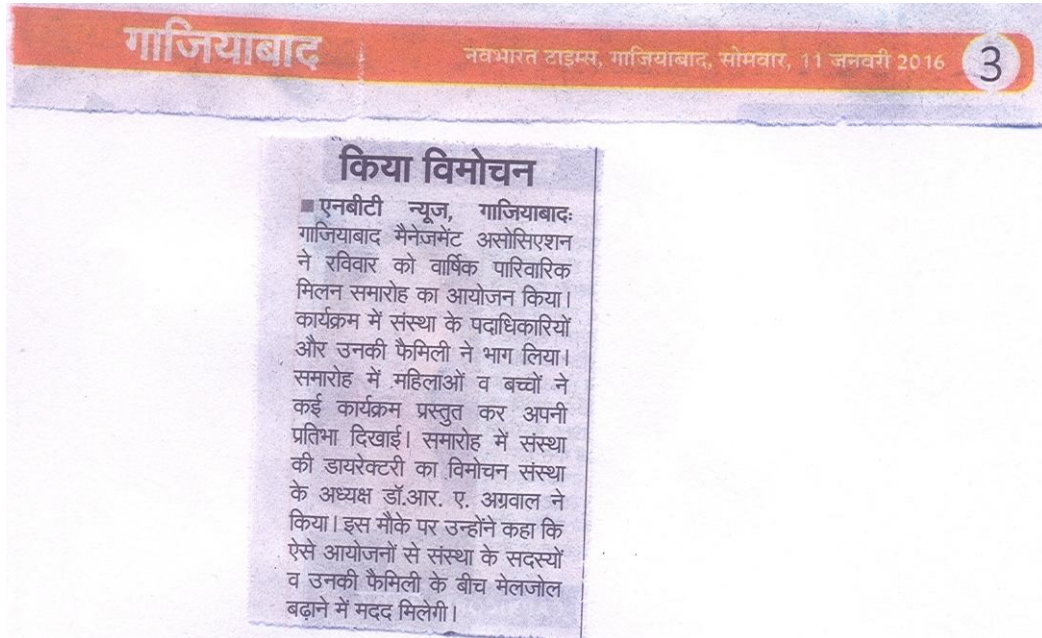 गाजियाबाद
नवभारत टाइम्स, गाजियाबाद, सोमवार, 11 जनवरी 2016
3
किया विमोचन
■ एनबीटी न्यूज, गाजियाबादः
गाजियाबाद मैनेजमेंट असोसिएशन
ने रविवार को वार्षिक पारिवारिक
मिलन समारोह का आयोजन किया।
कार्यक्रम में संस्था के पदाधिकारियों
और उनकी फैमिली ने भाग लिया।
समारोह में महिलाओं व बच्चों ने
कई कार्यक्रम प्रस्तुत कर अपनी
प्रतिभा दिखाई। समारोह में संस्था
की डायरेक्टरी का विमोचन संस्था
के अध्यक्ष डॉ.आर. ए. अग्रवाल ने
किया। इस मौके पर उन्होंने कहा कि
ऐसे आयोजनों से संस्था के सदस्यों
व उनकी फैमिली के बीच मेलजोल
बढ़ाने में मदद मिलेगी।